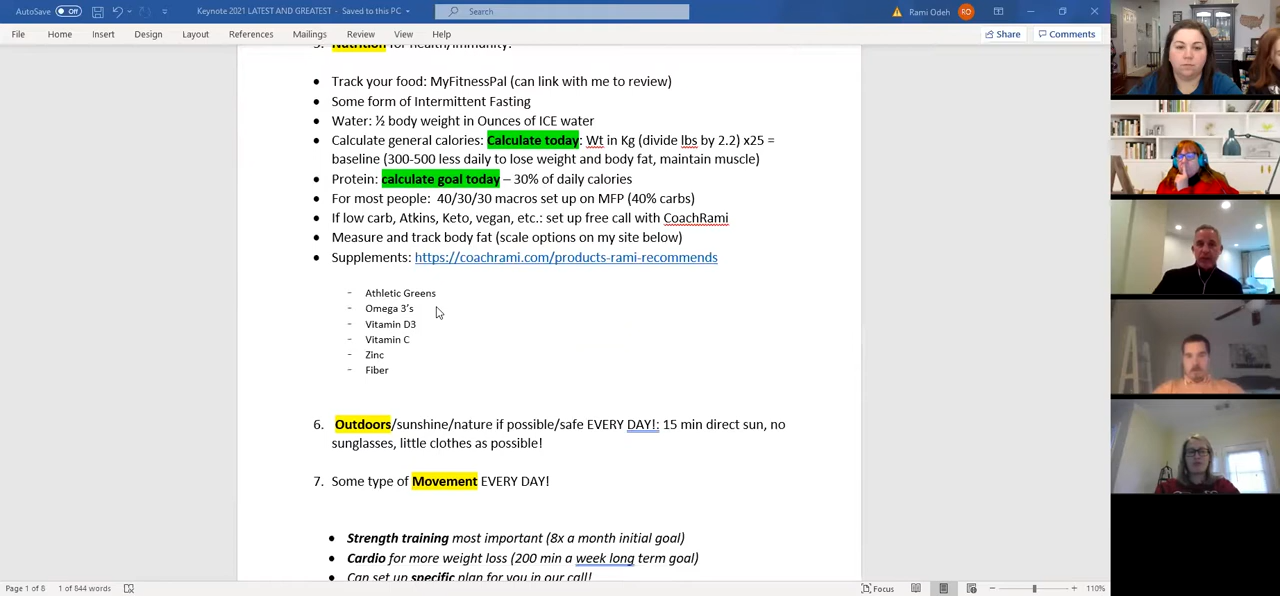 AutoSave Off Keynote 2021 LATEST AND GREATEST - Saved to this PC Search Rami Odeh RO
File Home Insert Design Layout References Mailings Review View Help Share Comments
5. Nutrition for health/immunity:
• Track your food: MyFitnessPal (can link with me to review)
• Some form of Intermittent Fasting
• Water: ½ body weight in Ounces of ICE water
• Calculate general calories: Calculate today: Wt in Kg (divide lbs by 2.2) x25 =
baseline (300-500 less daily to lose weight and body fat, maintain muscle)
• Protein: calculate goal today – 30% of daily calories
• For most people: 40/30/30 macros set up on MFP (40% carbs)
• If low carb, Atkins, Keto, vegan, etc.: set up free call with CoachRami
• Measure and track body fat (scale options on my site below)
• Supplements: https://coachrami.com/products-rami-recommends
- Athletic Greens
- Omega 3's
- Vitamin D3
- Vitamin C
- Zinc
- Fiber
6. Outdoors/sunshine/nature if possible/safe EVERY DAY!: 15 min direct sun, no
sunglasses, little clothes as possible!
7. Some type of Movement EVERY DAY!
• Strength training most important (8x a month initial goal)
• Cardio for more weight loss (200 min a week long term goal)
• Can set up specific plan for you in our call!
Page 1 of 8 1 of 844 words Focus 110%